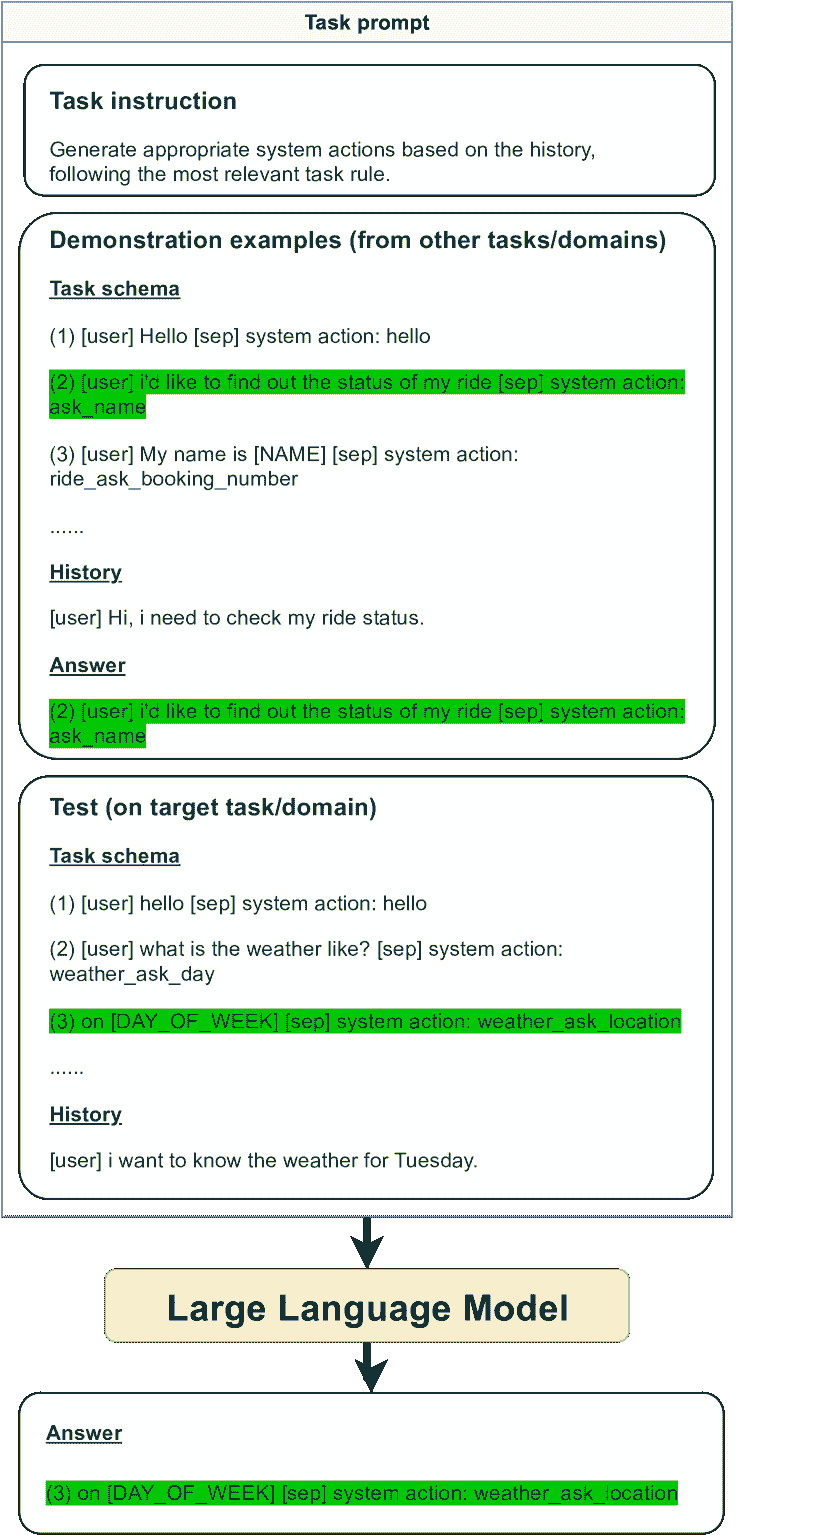 Task prompt
Task instruction
Generate appropriate system actions based on the history,
following the most relevant task rule.
Demonstration examples (from other tasks/domains)
Task schema
(1) [user] Hello [sep] system action: hello
(2) [user] i'd like to find out the status of my ride [sep] system action:
ask_name
(3) [user] My name is [NAME] [sep] system action:
ride_ask_booking_number
......
History
[user] Hi, i need to check my ride status.
Answer
(2) [user] i'd like to find out the status of my ride [sep] system action:
ask_name
Test (on target task/domain)
Task schema
(1) [user] hello [sep] system action: hello
(2) [user] what is the weather like? [sep] system action:
weather_ask_day
(3) on [DAY_OF_WEEK] [sep] system action: weather_ask_location
......
History
[user] i want to know the weather for Tuesday.
Large Language Model
Answer
(3) on [DAY_OF_WEEK] [sep] system action: weather_ask_location